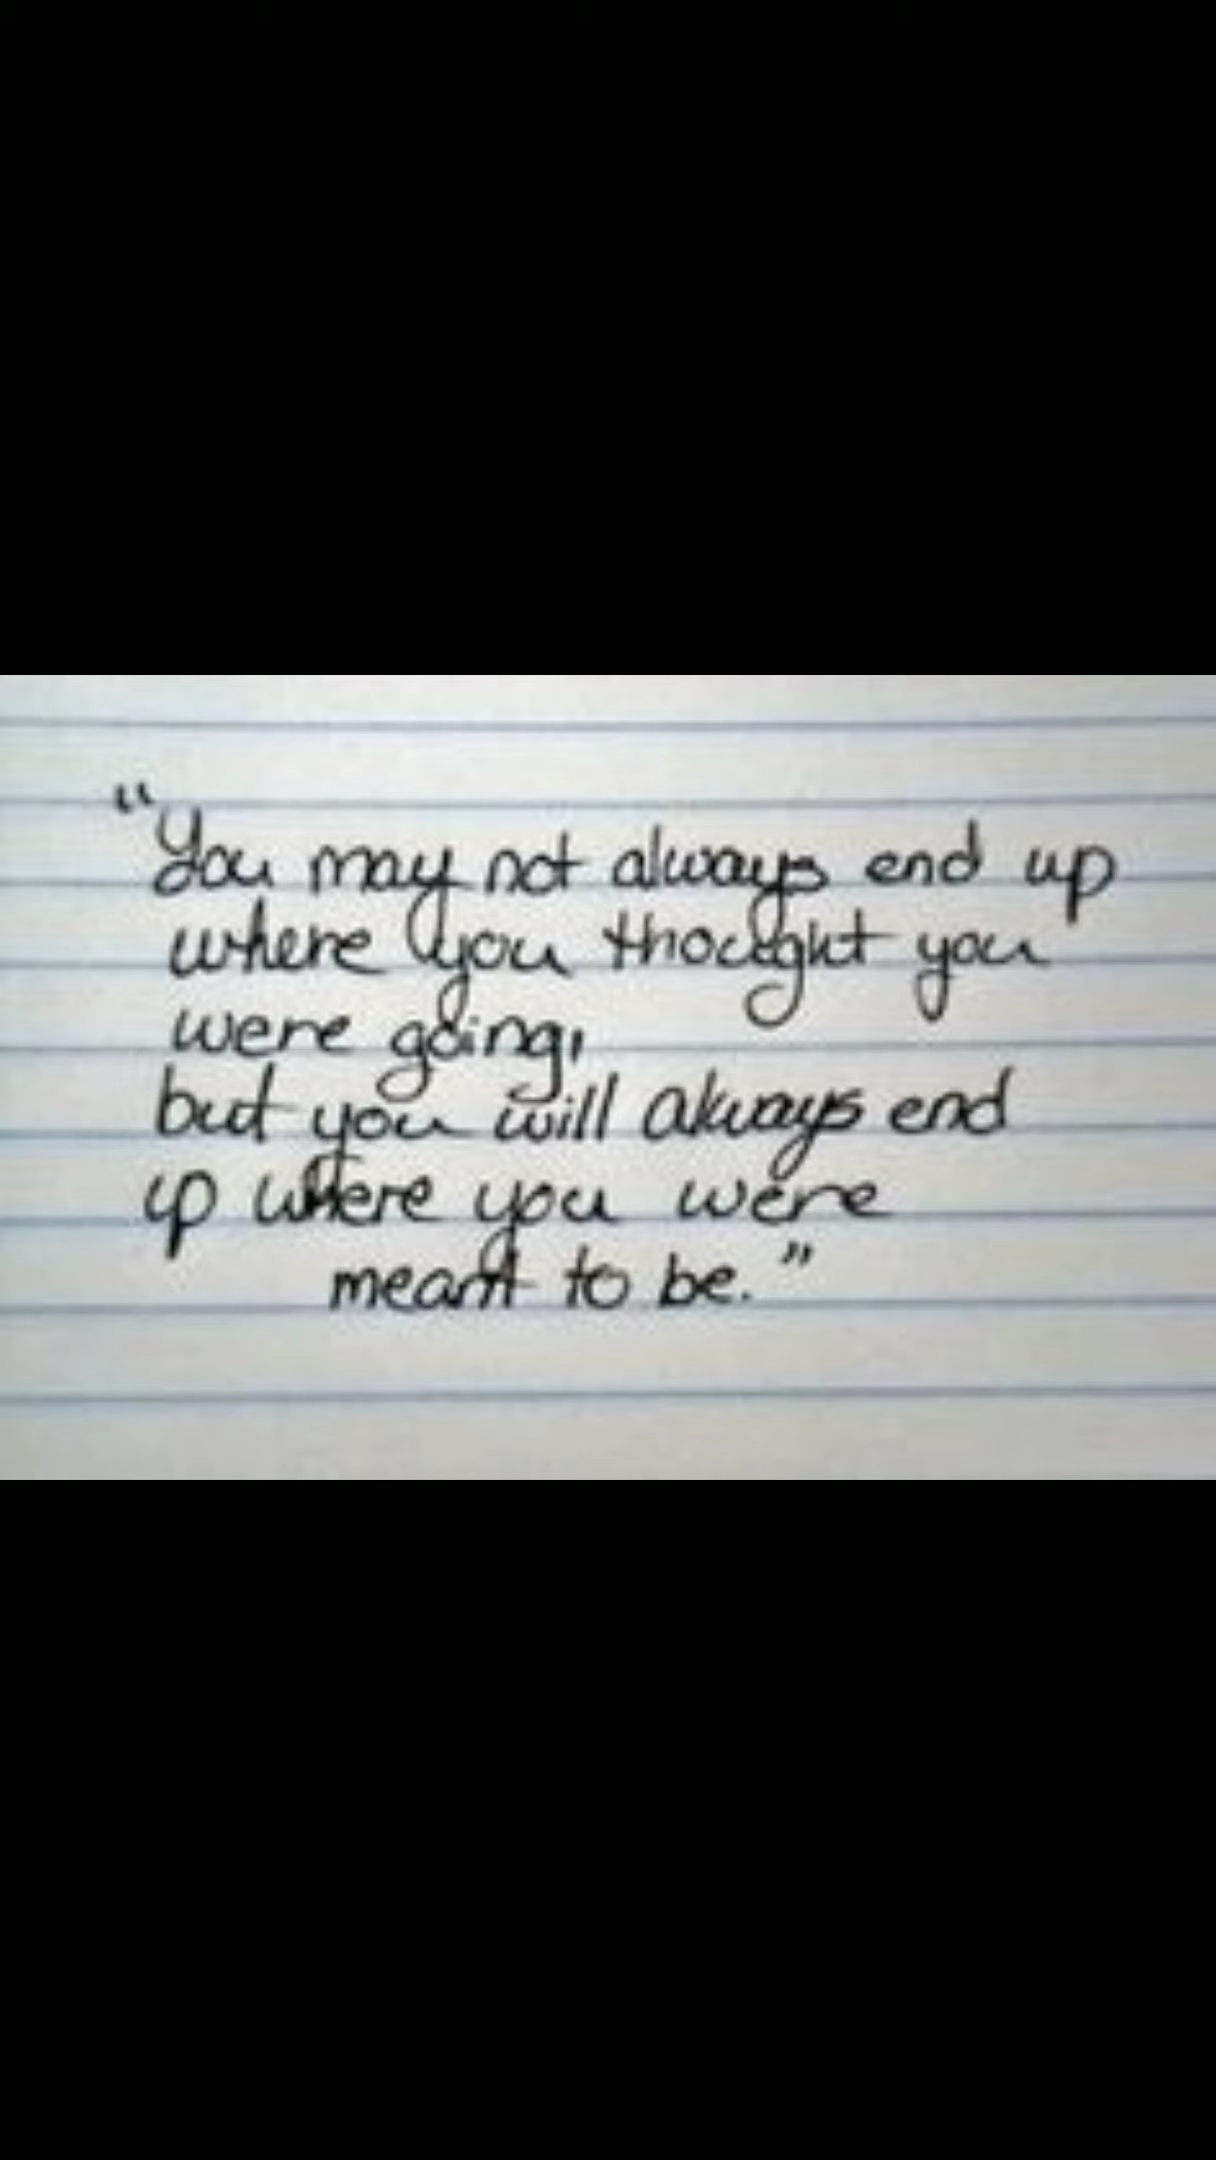 "You may not always end up
where you thought you
were going,
but you will always end
up where you were
meant to be."